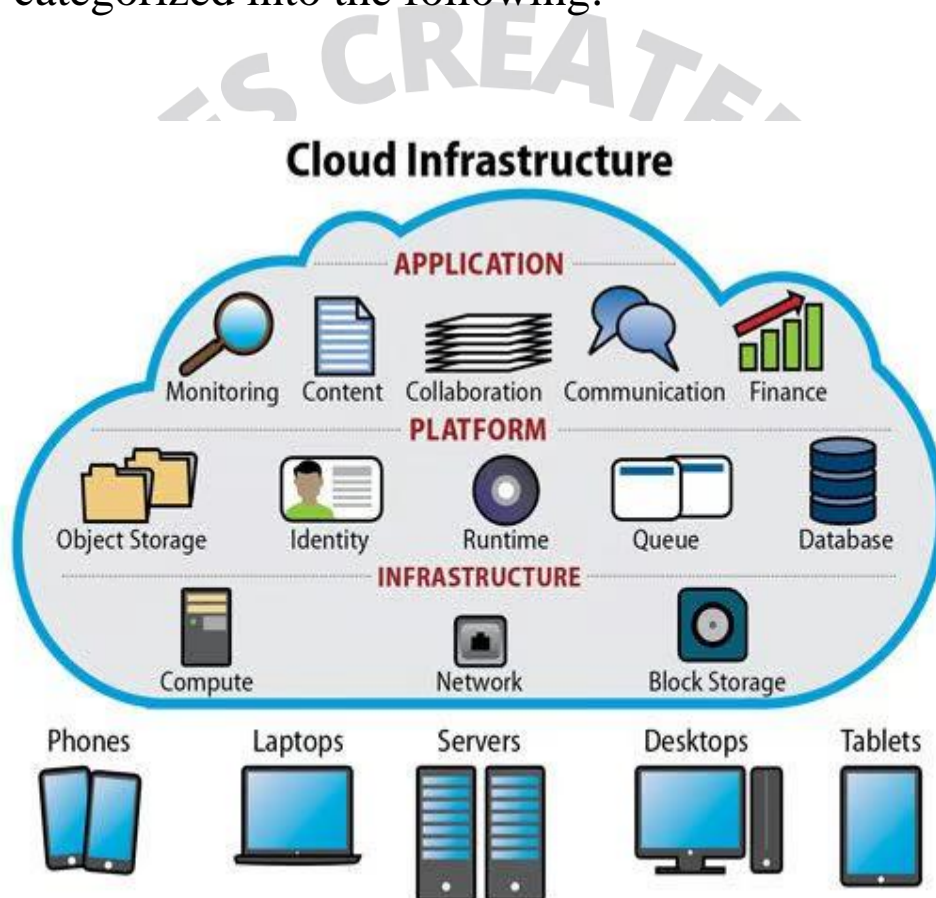 categorized into the following:
ES CREATE
Cloud Infrastructure
APPLICATION
Monitoring Content Collaboration Communication Finance
PLATFORM
Object Storage Identity Runtime Queue Database
INFRASTRUCTURE
Compute Network Block Storage
Phones Laptops Servers Desktops Tablets